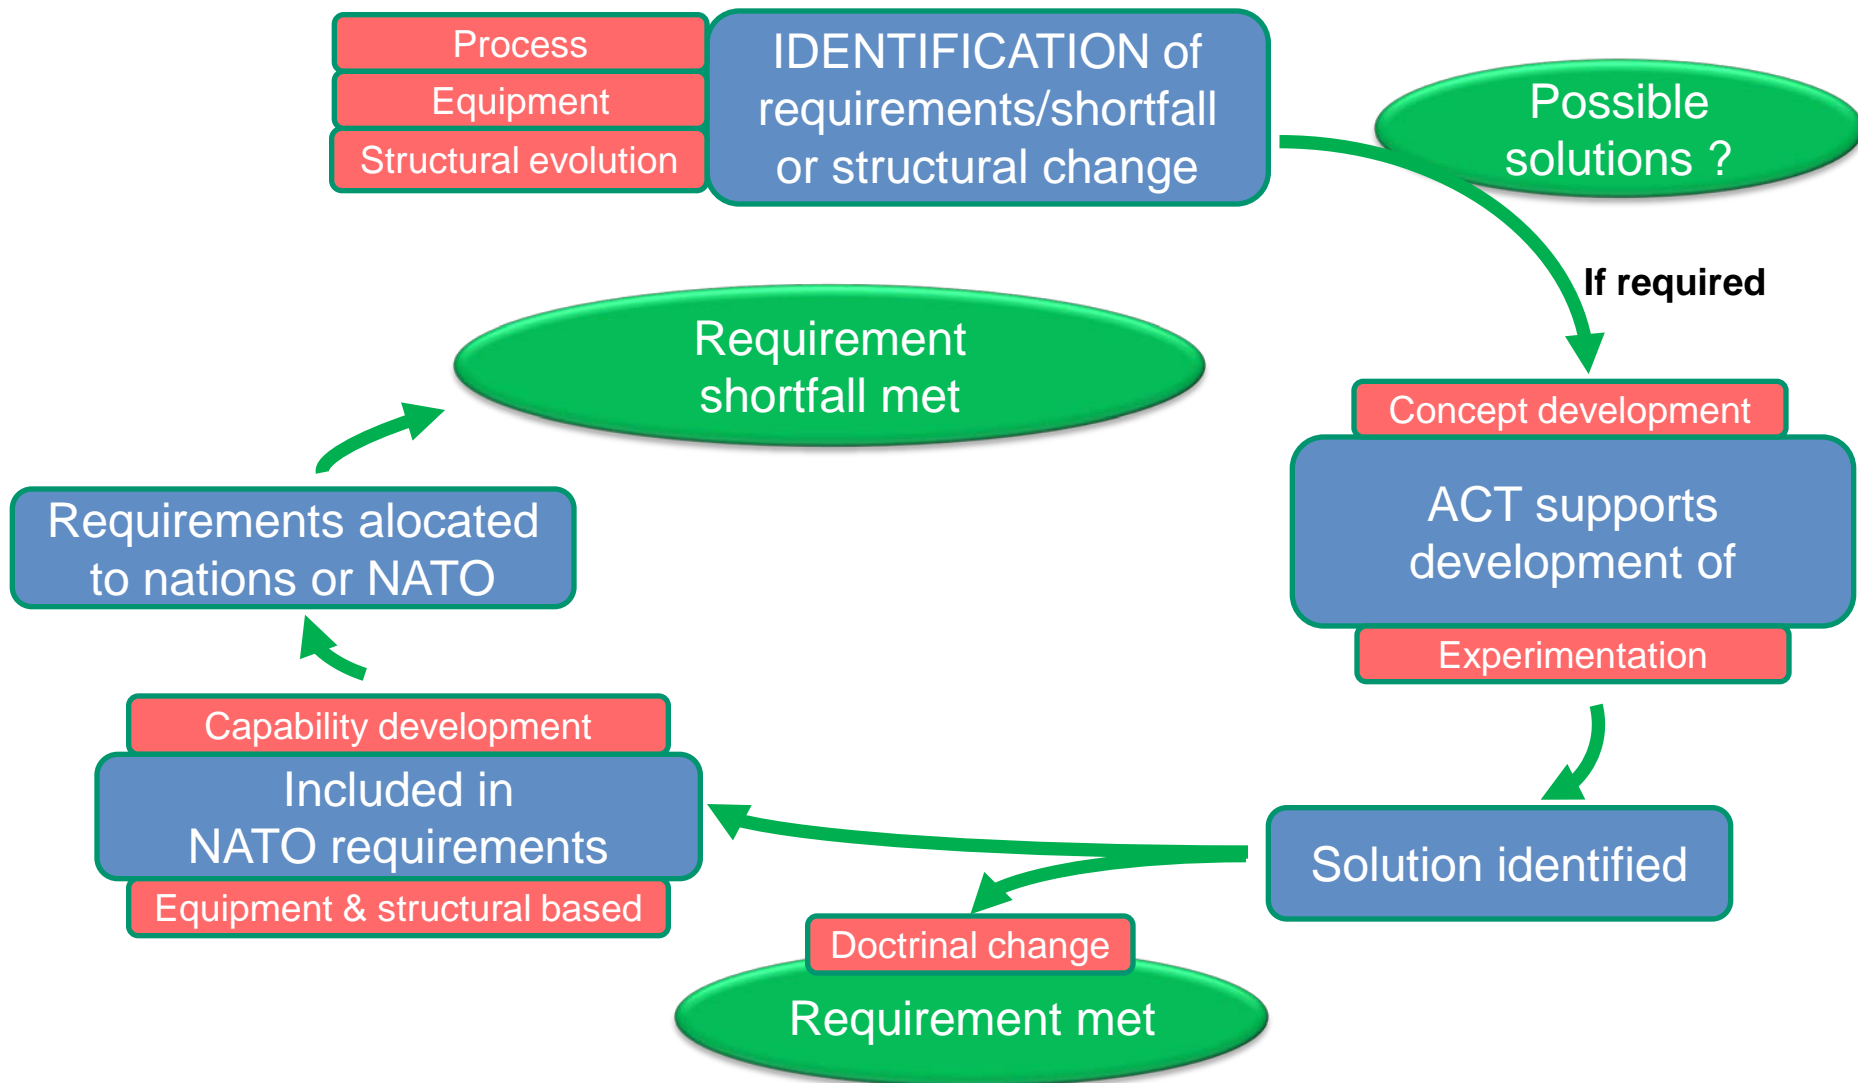 Process
Equipment
Structural evolution
IDENTIFICATION of
requirements/shortfall
or structural change
Possible
solutions ?
If required
Requirement
shortfall met
Concept development
ACT supports
development of
Experimentation
Requirements alocated
to nations or NATO
Capability development
Included in
NATO requirements
Equipment & structural based
Solution identified
Doctrinal change
Requirement met